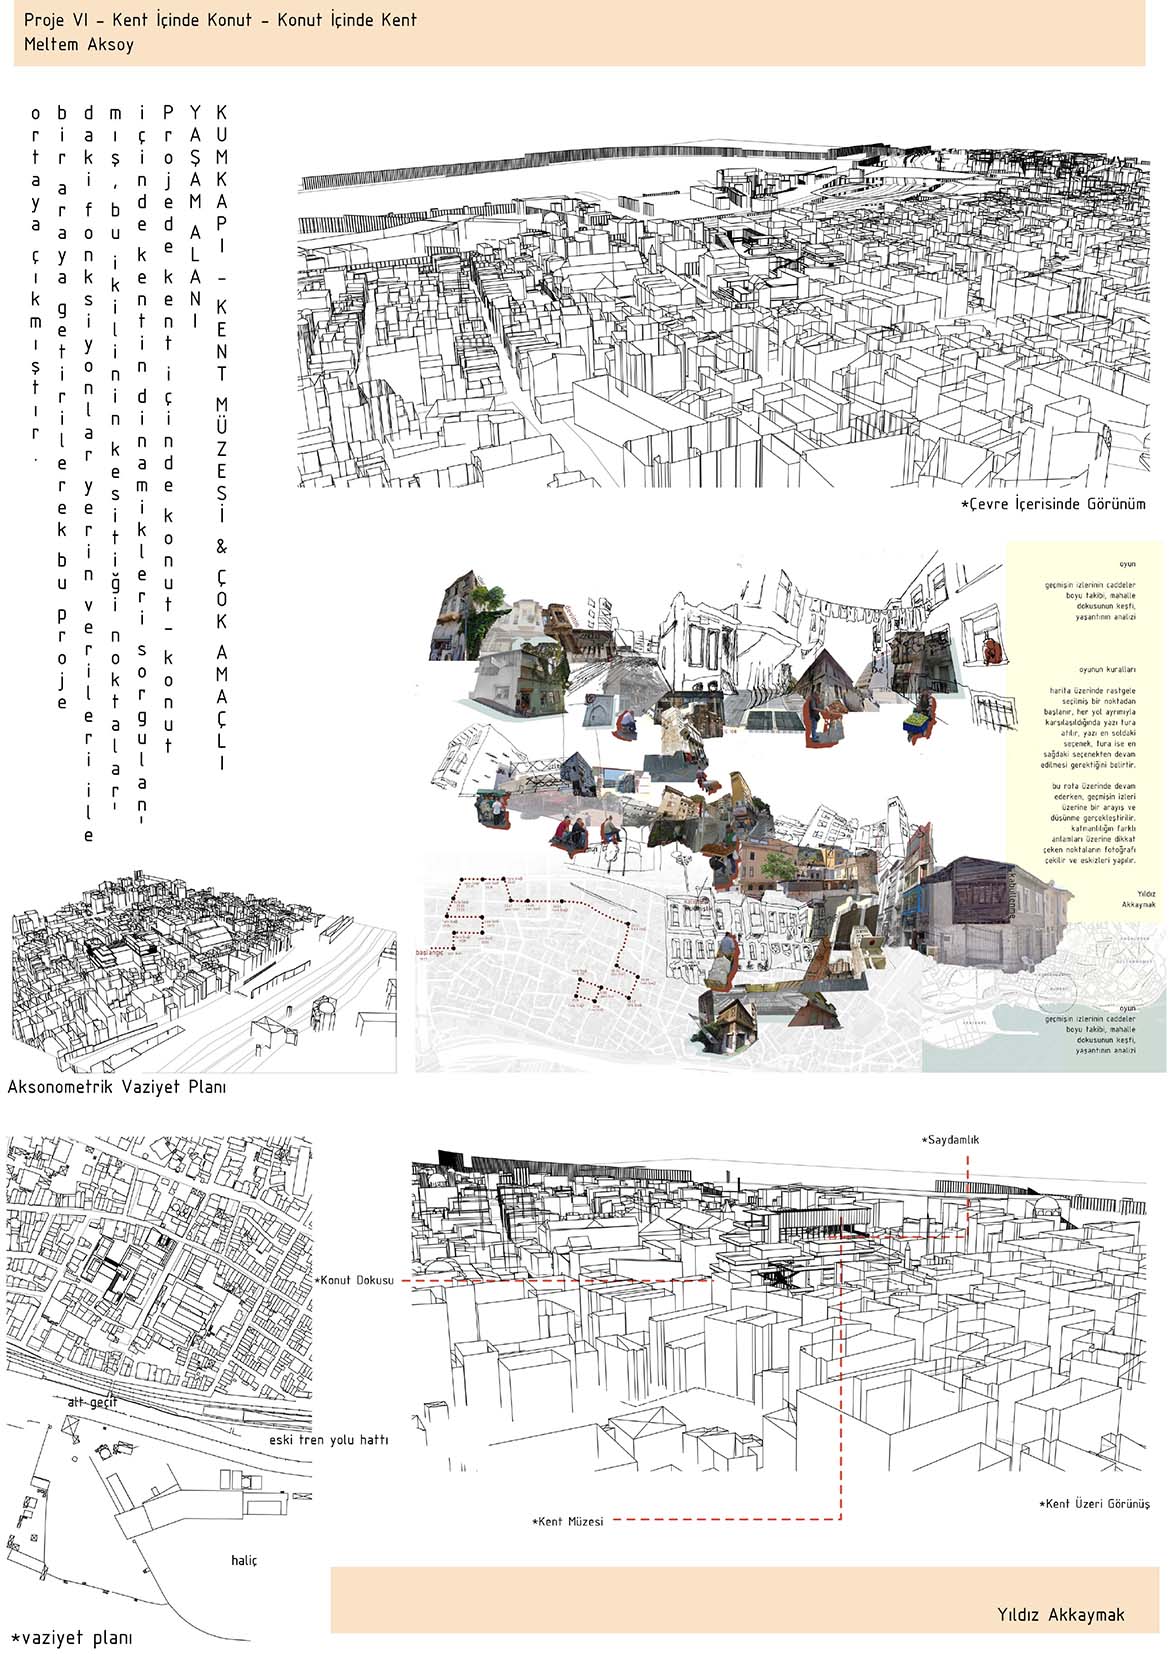 Proje VI - Kent İçinde Konut - Konut İçinde Kent
Meltem Aksoy
KUMKAPI - KENT MÜZESİ & ÇOK AMAÇLI
YAŞAM ALANI
Projede kent içinde konut-konut
içinde kentin dinamikleri sorgulan'
mış, bu ikilinin kesitiği noktalar'
daki fonksiyonlar yerin verileri ile
bir araya getirilerek bu proje
ortaya çıkmıştır.
*Çevre İçerisinde Görünüm
oyun
geçmişin izlerinin caddeler
boyu takibi, mahalle
dokusunun keşfi,
yaşantının analizi
oyunun kuralları
harita üzerinde rastgele
seçilmiş bir noktadan
başlanır, her yol ayrımıyla
karşılaşıldığında yazı tura
atılır, yazı en soldaki
seçenek, tura ise en
sağdaki seçenekten devam
edilmesi gerektiğini belirtir.
bu rota üzerinde devam
ederken, geçmişin izleri
üzerine bir arayış ve
düşünme gerçekleştirilir,
katmanlılığın farklı
anlamları üzerine dikkat
çeken noktaların fotoğrafı
çekilir ve eskizleri yapılır.
Yıldız
Akkaymak
başlangıç
oyun
geçmişin izlerinin caddeler
boyu takibi, mahalle
dokusunun keşfi,
yaşantının analizi
Aksonometrik Vaziyet Planı
*Saydamlık
*Konut Dokusu
alt geçit
eski tren yolu hattı
*Kent Üzeri Görünüş
*Kent Müzesi
haliç
Yıldız Akkaymak
*vaziyet planı